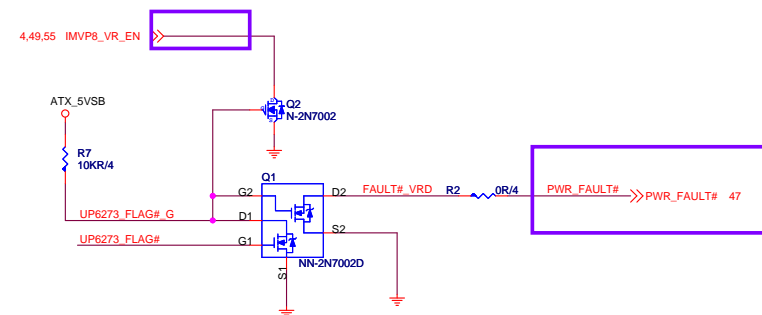 4,49,55 IMVP8_VR_EN
Q2
N-2N7002
ATX_5VSB
R7
10KR/4
Q1
G2
D2
FAULT#_VRD
R2
0R/4
PWR_FAULT#
PWR_FAULT# 47
UP6273_FLAG#_G
D1
S2
UP6273_FLAG#
G1
NN-2N7002D
S1